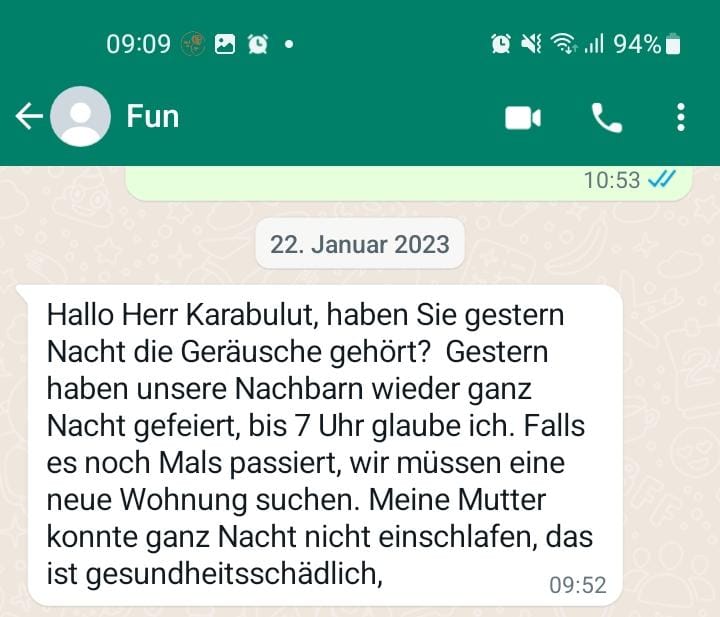 09:09
94%
Fun
10:53
22. Januar 2023
Hallo Herr Karabulut, haben Sie gestern
Nacht die Geräusche gehört?  Gestern
haben unsere Nachbarn wieder ganz
Nacht gefeiert, bis 7 Uhr glaube ich. Falls
es noch Mals passiert, wir müssen eine
neue Wohnung suchen. Meine Mutter
konnte ganz Nacht nicht einschlafen, das
ist gesundheitsschädlich,
09:52